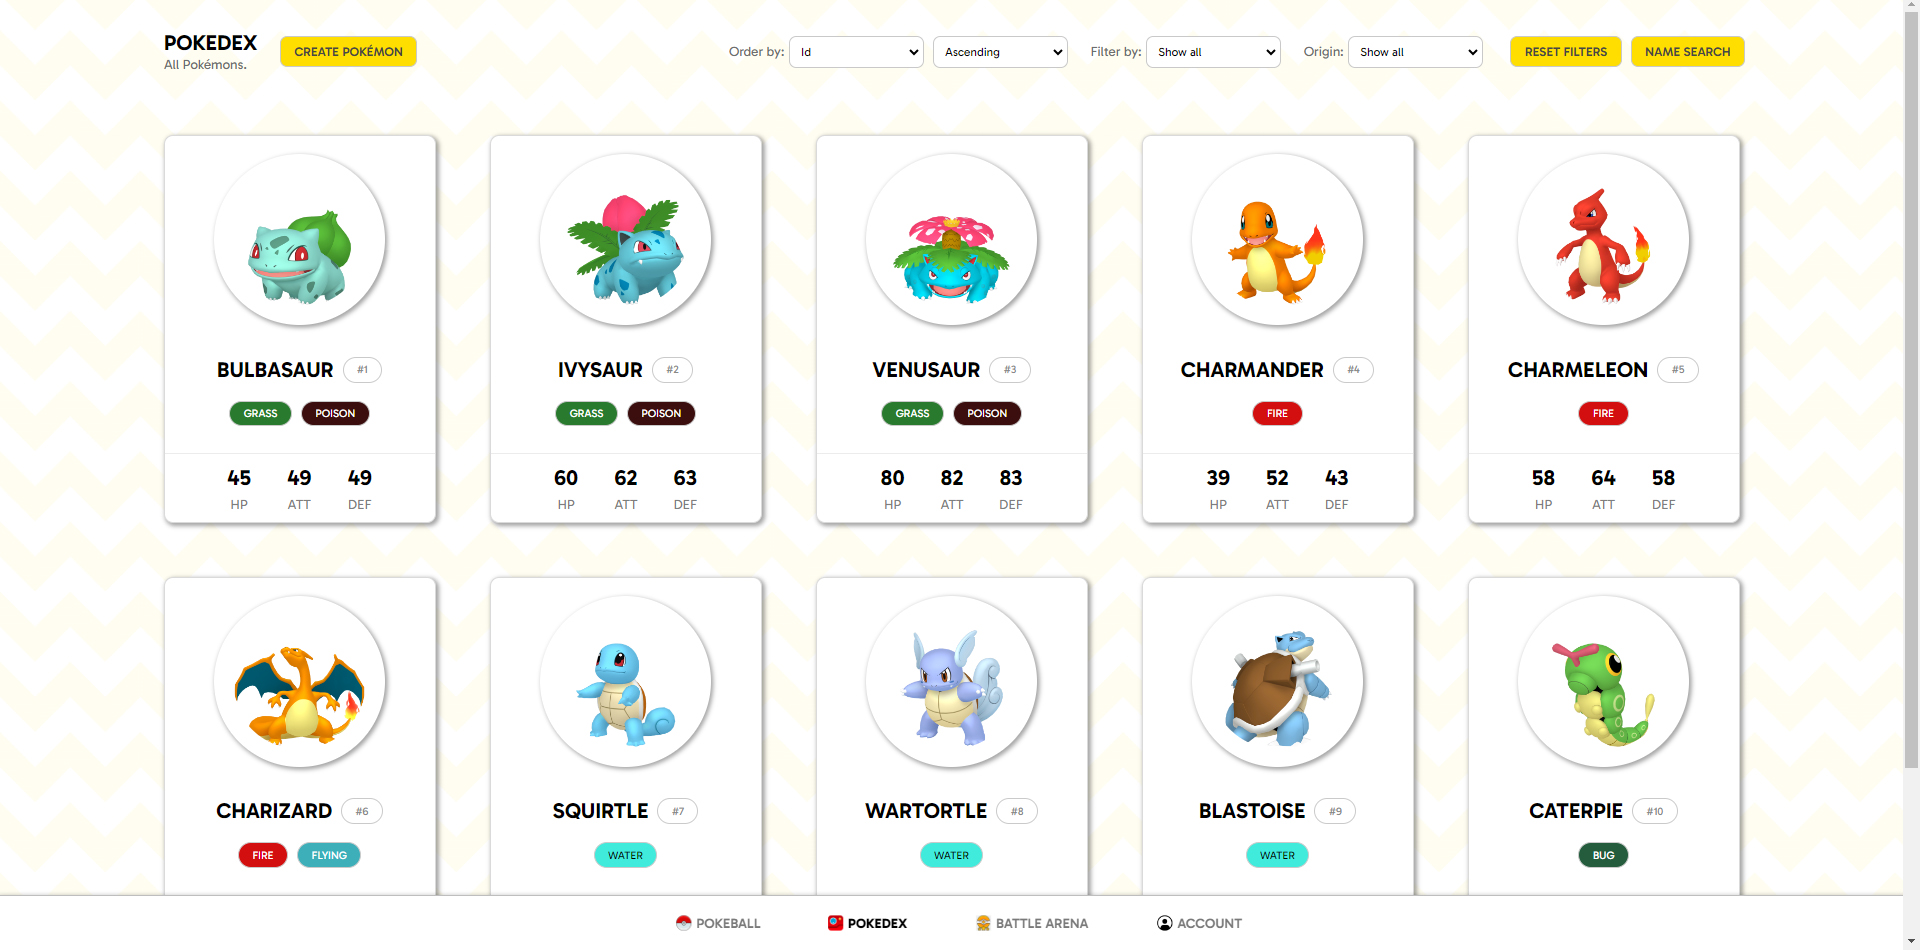 POKEDEX
All Pokémons.
CREATE POKÉMON
Order by: Id Ascending Filter by: Show all Origin: Show all RESET FILTERS NAME SEARCH
BULBASAUR #1
GRASS POISON
45 49 49
HP ATT DEF
IVYSAUR #2
GRASS POISON
60 62 63
HP ATT DEF
VENUSAUR #3
GRASS POISON
80 82 83
HP ATT DEF
CHARMANDER #4
FIRE
39 52 43
HP ATT DEF
CHARMELEON #5
FIRE
58 64 58
HP ATT DEF
CHARIZARD #6
FIRE FLYING
SQUIRTLE #7
WATER
WARTORTLE #8
WATER
BLASTOISE #9
WATER
CATERPIE #10
BUG
POKEBALL POKEDEX BATTLE ARENA ACCOUNT